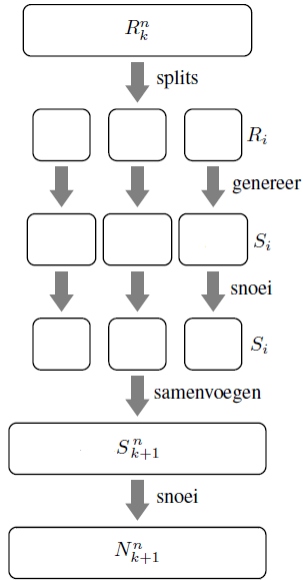 R_k^n
splits
R_i
genereer
S_i
snoei
S_i
samenvoegen
S_{k+1}^n
snoei
N_{k+1}^n